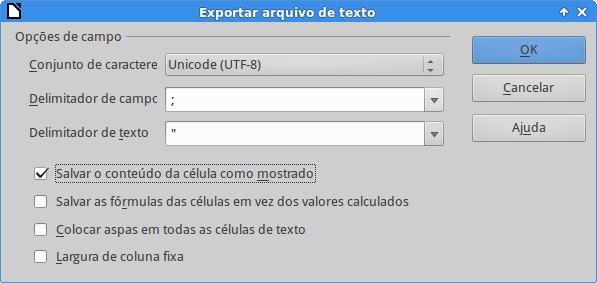 Exportar arquivo de texto
Opções de campo
Conjunto de caractere Unicode (UTF-8)
Delimitador de campo ;
Delimitador de texto "
Salvar o conteúdo da célula como mostrado
Salvar as fórmulas das células em vez dos valores calculados
Colocar aspas em todas as células de texto
Largura de coluna fixa
OK
Cancelar
Ajuda